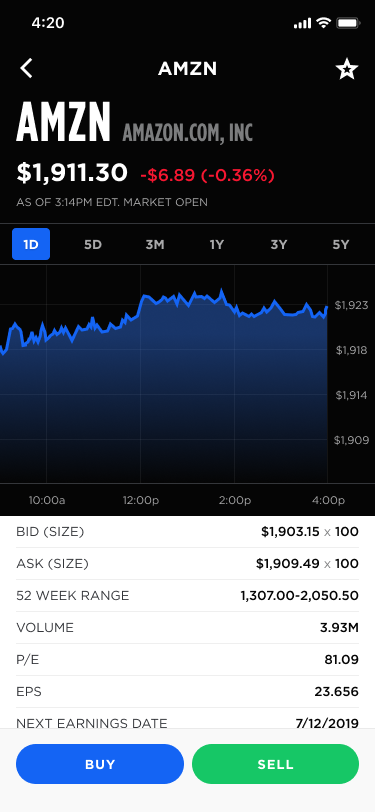 4:20
AMZN
AMZN AMAZON.COM, INC
$1,911.30 -$6.89 (-0.36%)
AS OF 3:14PM EDT. MARKET OPEN
1D 5D 3M 1Y 3Y 5Y
$1,923
$1,918
$1,914
$1,909
10:00a 12:00p 2:00p 4:00p
BID (SIZE) $1,903.15 x 100
ASK (SIZE) $1,909.49 x 100
52 WEEK RANGE 1,307.00-2,050.50
VOLUME 3.93M
P/E 81.09
EPS 23.656
NEXT EARNINGS DATE 7/12/2019
BUY SELL